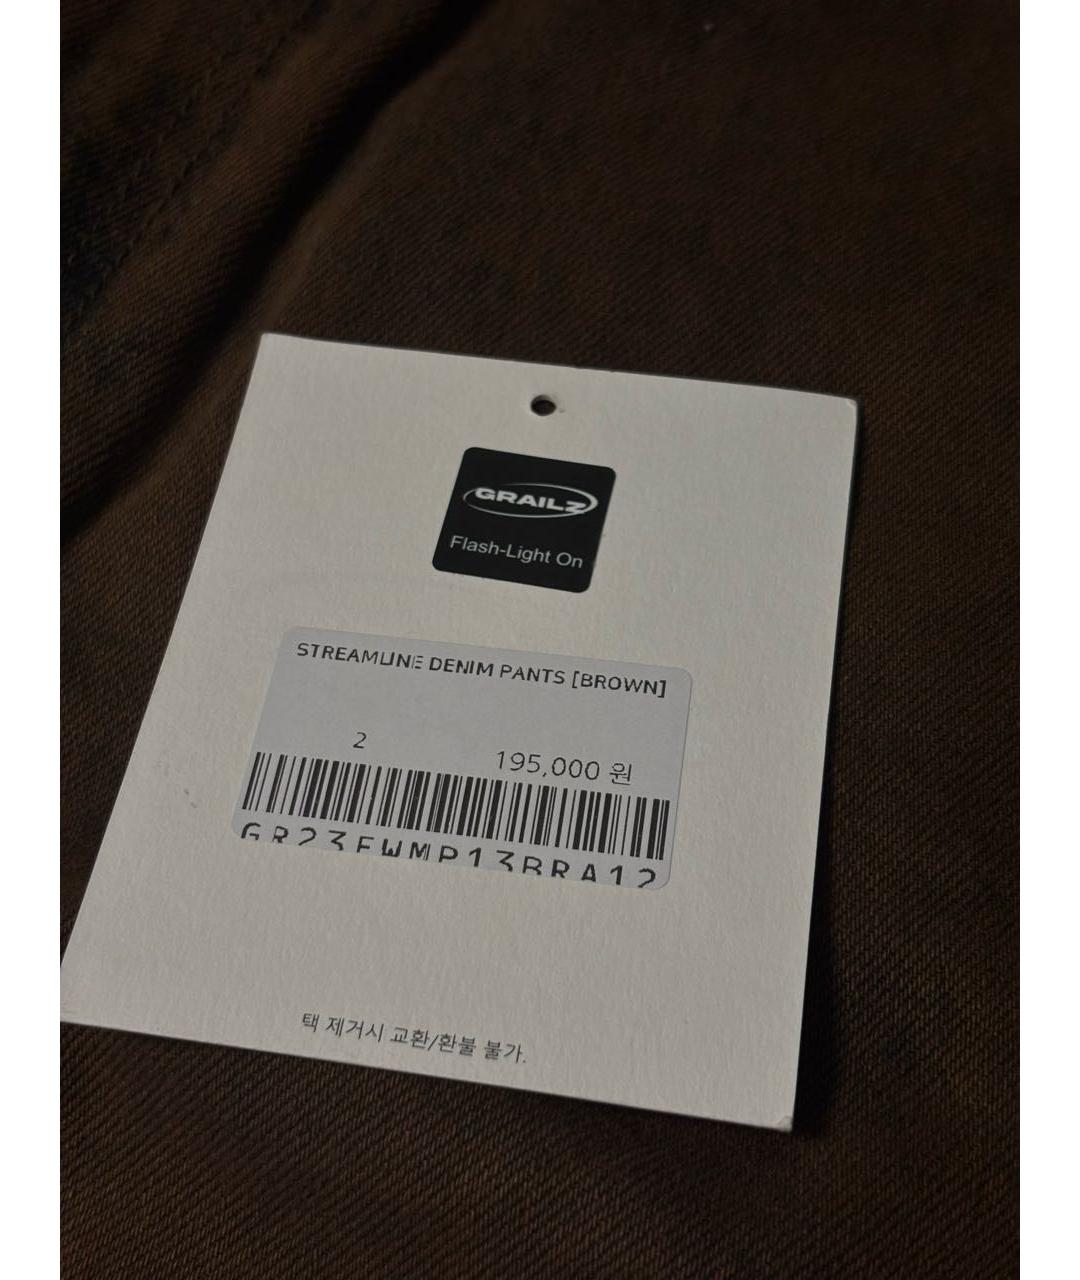 GRAILZ
Flash-Light On
STREAMLINE DENIM PANTS [BROWN]
2 195,000 원
GR23FWMP13BRA12
택 제거시 교환/환불 불가.